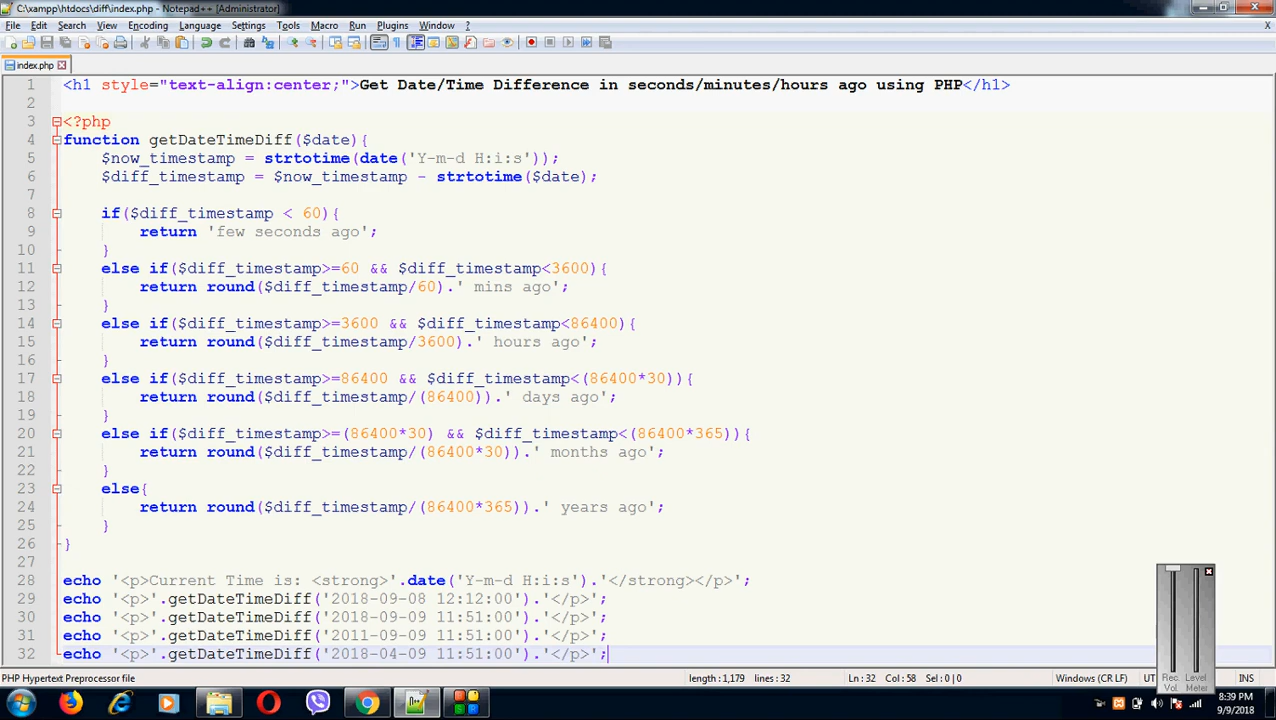 C:\xampp\htdocs\diff\index.php - Notepad++ [Administrator]
File Edit Search View Encoding Language Settings Tools Macro Run Plugins Window ?
X
index.php
1 <h1 style="text-align:center;">Get Date/Time Difference in seconds/minutes/hours ago using PHP</h1>
2
3 <?php
4 function getDateTimeDiff($date){
5 $now_timestamp = strtotime(date('Y-m-d H:i:s'));
6 $diff_timestamp = $now_timestamp - strtotime($date);
7
8 if($diff_timestamp < 60){
9 return 'few seconds ago';
10 }
11 else if($diff_timestamp>=60 && $diff_timestamp<3600){
12 return round($diff_timestamp/60).' mins ago';
13 }
14 else if($diff_timestamp>=3600 && $diff_timestamp<86400){
15 return round($diff_timestamp/3600).' hours ago';
16 }
17 else if($diff_timestamp>=86400 && $diff_timestamp<(86400*30)){
18 return round($diff_timestamp/(86400)).' days ago';
19 }
20 else if($diff_timestamp>=(86400*30) && $diff_timestamp<(86400*365)){
21 return round($diff_timestamp/(86400*30)).' months ago';
22 }
23 else{
24 return round($diff_timestamp/(86400*365)).' years ago';
25 }
26 }
27
28 echo '<p>Current Time is: <strong>'.date('Y-m-d H:i:s').'</strong></p>';
29 echo '<p>'.getDateTimeDiff('2018-09-08 12:12:00').'</p>';
30 echo '<p>'.getDateTimeDiff('2018-09-09 11:51:00').'</p>';
31 echo '<p>'.getDateTimeDiff('2011-09-09 11:51:00').'</p>';
32 echo '<p>'.getDateTimeDiff('2018-04-09 11:51:00').'</p>';
Rec. Vol. Level Meter
PHP Hypertext Preprocessor file length : 1,179 lines : 32 Ln : 32 Col : 58 Sel : 0 | 0 Windows (CR LF) UT INS
8:39 PM
9/9/2018